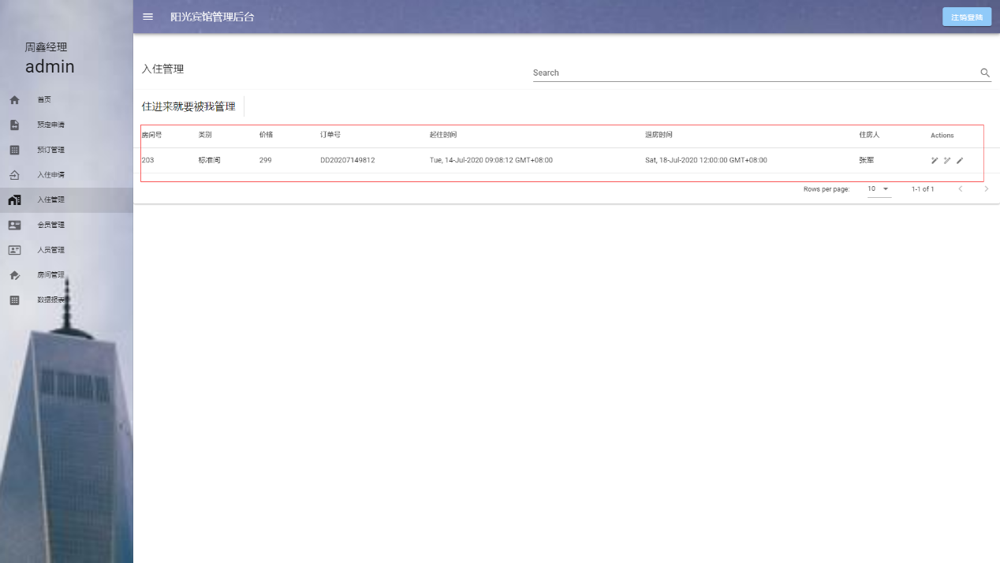 阳光宾馆管理后台
注销登陆
周鑫经理
admin
首页
预定申请
预订管理
入住申请
入住管理
会员管理
人员管理
房间管理
数据报表
入住管理
Search
住进来就要被我管理
房间号 类别 价格 订单号 起住时间 退房时间 住房人 Actions
203 标准间 299 DD20207149812 Tue, 14-Jul-2020 09:08:12 GMT+08:00 Sat, 18-Jul-2020 12:00:00 GMT+08:00 张军
Rows per page: 10 1-1 of 1